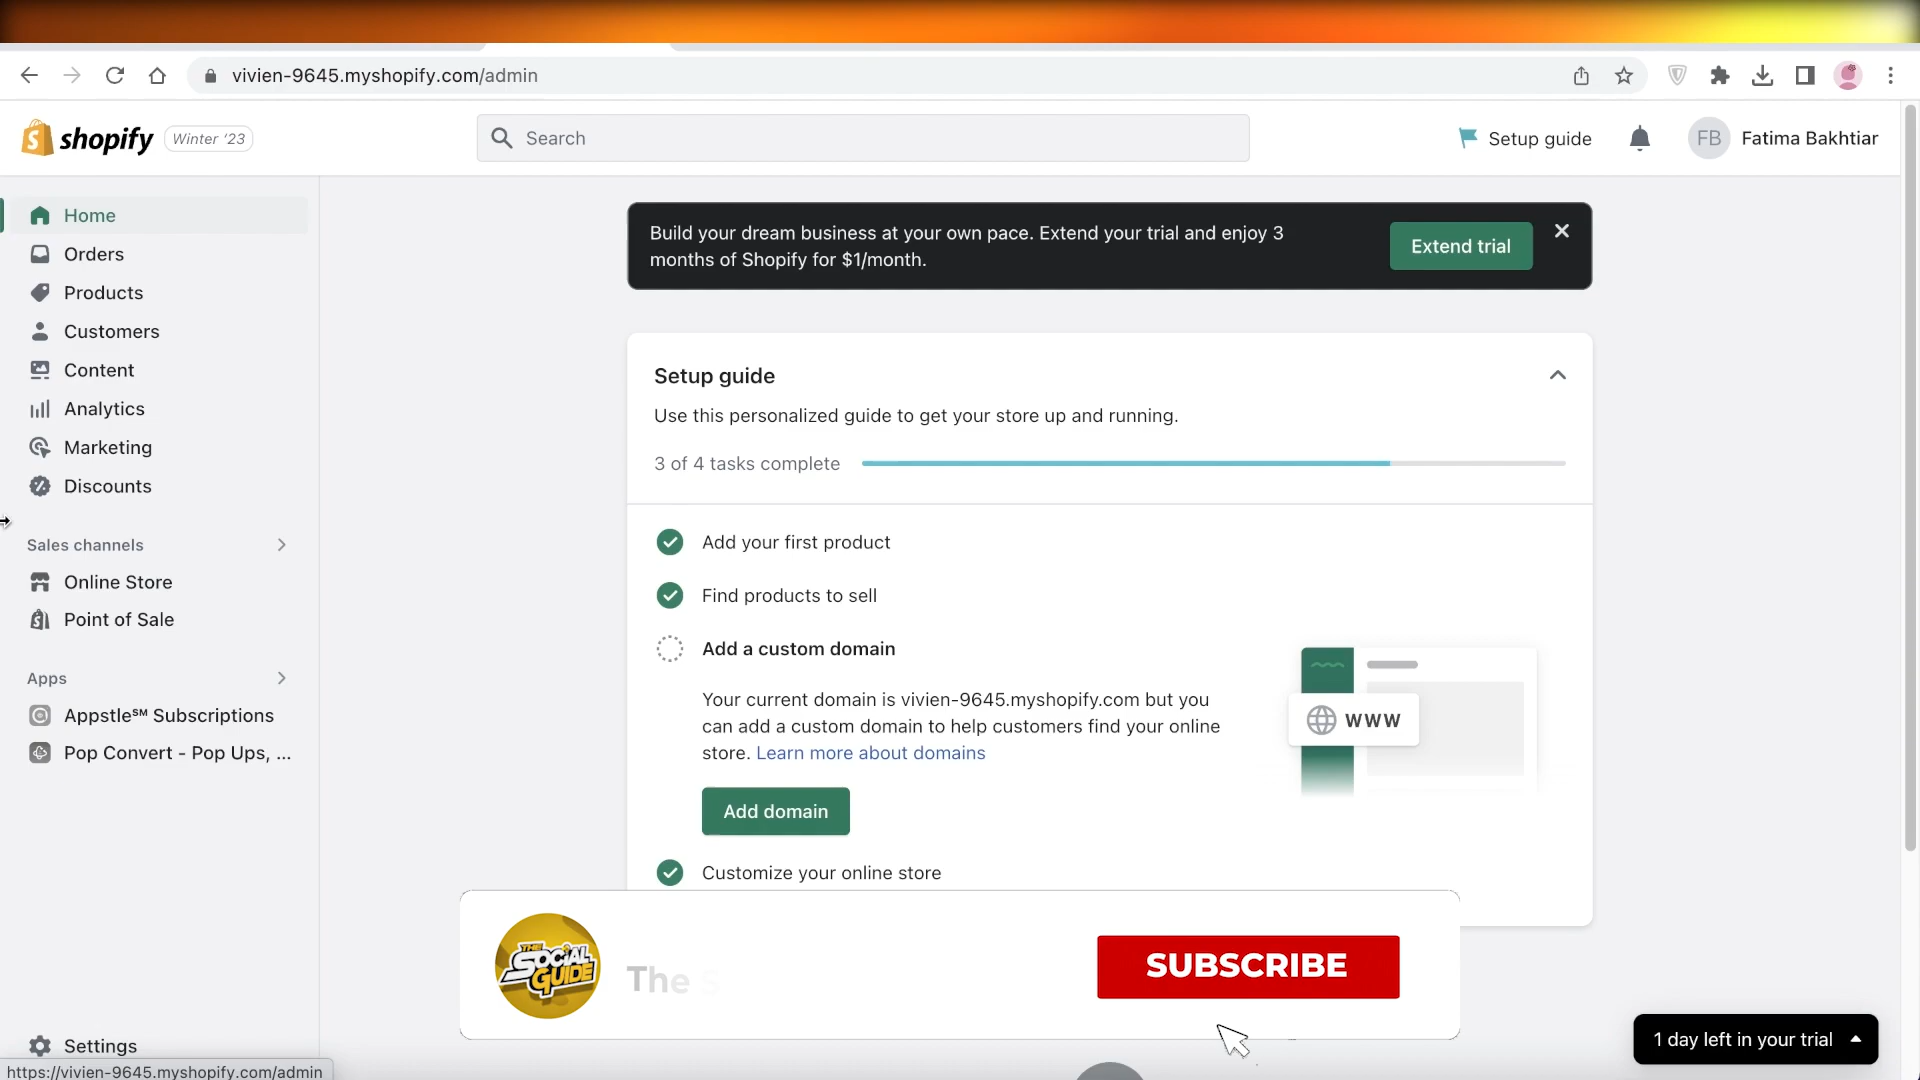 vivien-9645.myshopify.com/admin
shopify
Winter '23
Search
Setup guide
FB
Fatima Bakhtiar
Home
Orders
Products
Customers
Content
Analytics
Marketing
Discounts
Sales channels
Online Store
Point of Sale
Apps
Appstle℠ Subscriptions
Pop Convert - Pop Ups, ...
Settings
https://vivien-9645.myshopify.com/admin
Build your dream business at your own pace. Extend your trial and enjoy 3
months of Shopify for $1/month.
Extend trial
Setup guide
Use this personalized guide to get your store up and running.
3 of 4 tasks complete
Add your first product
Find products to sell
Add a custom domain
Your current domain is vivien-9645.myshopify.com but you
can add a custom domain to help customers find your online
store. Learn more about domains
WWW
Add domain
Customize your online store
THE
SOCIAL
GUIDE
The S
SUBSCRIBE
1 day left in your trial